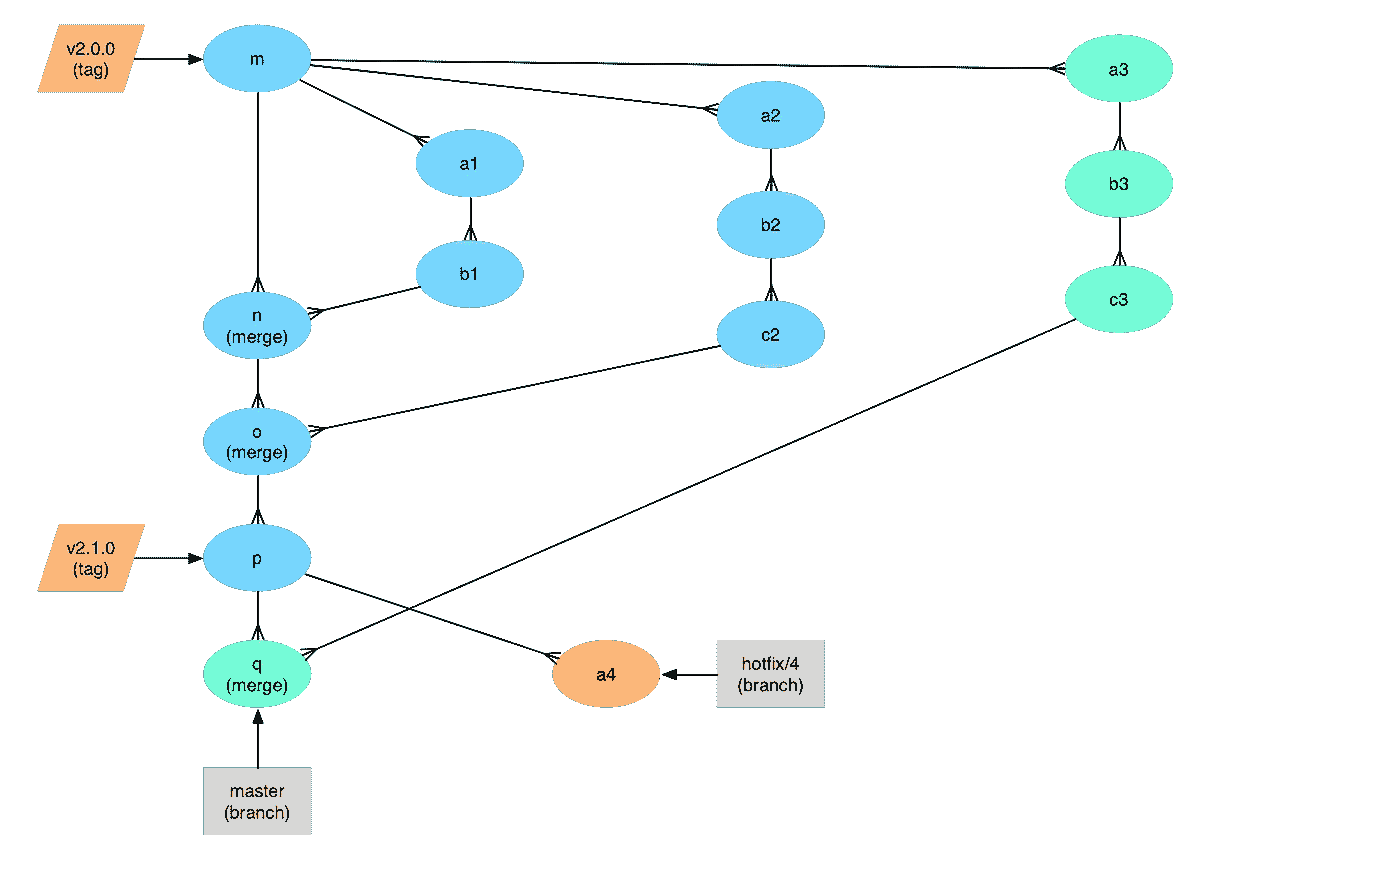 v2.0.0
(tag)
m
a3
a2
a1
b3
b2
b1
c3
n
(merge)
c2
o
(merge)
v2.1.0
(tag)
p
q
(merge)
a4
hotfix/4
(branch)
master
(branch)